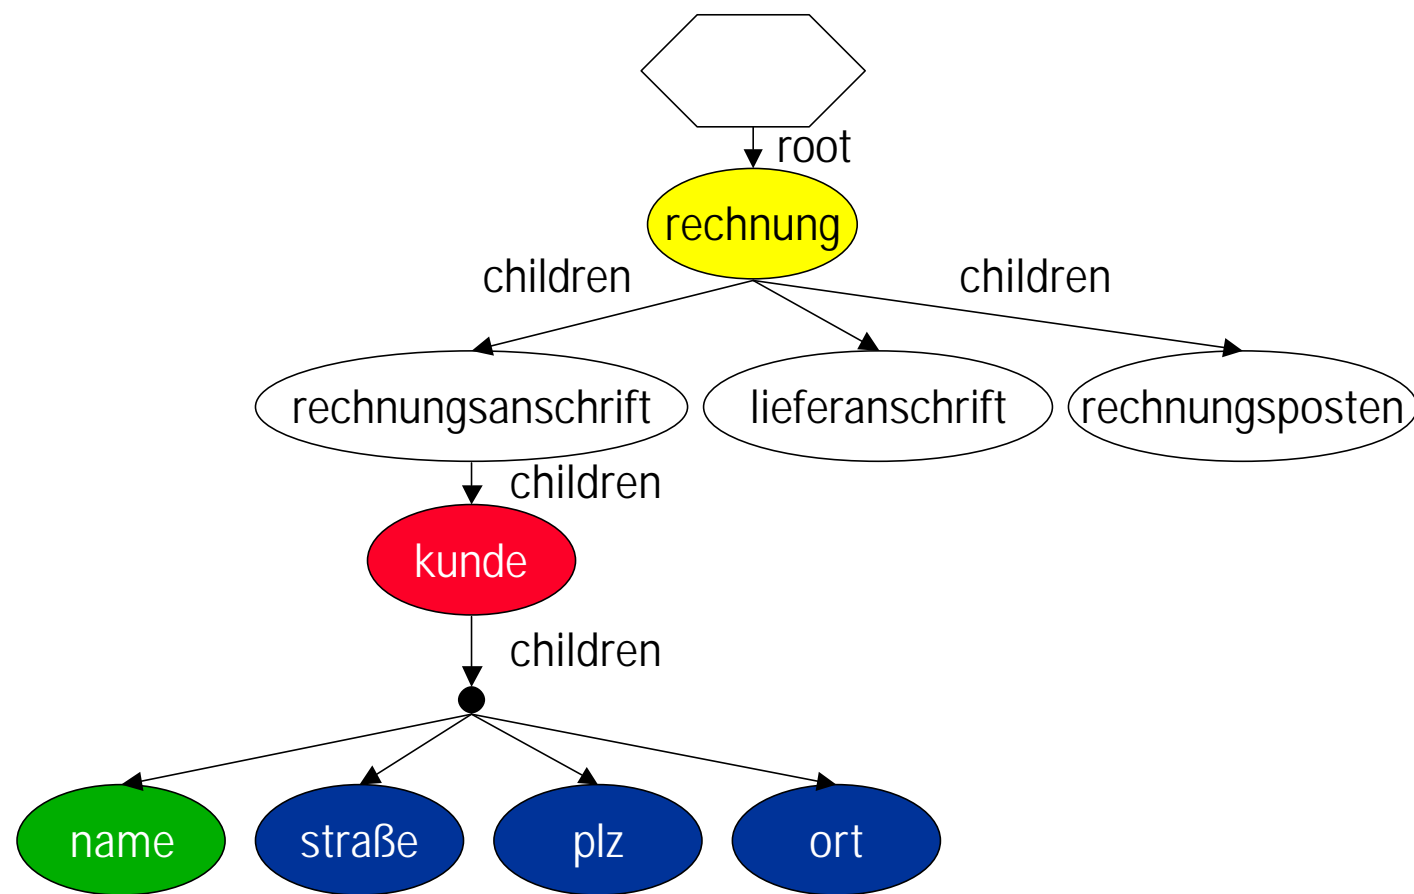 root
rechnung
children
children
rechnungsanschrift
lieferanschrift
rechnungsposten
children
kunde
children
name
straße
plz
ort